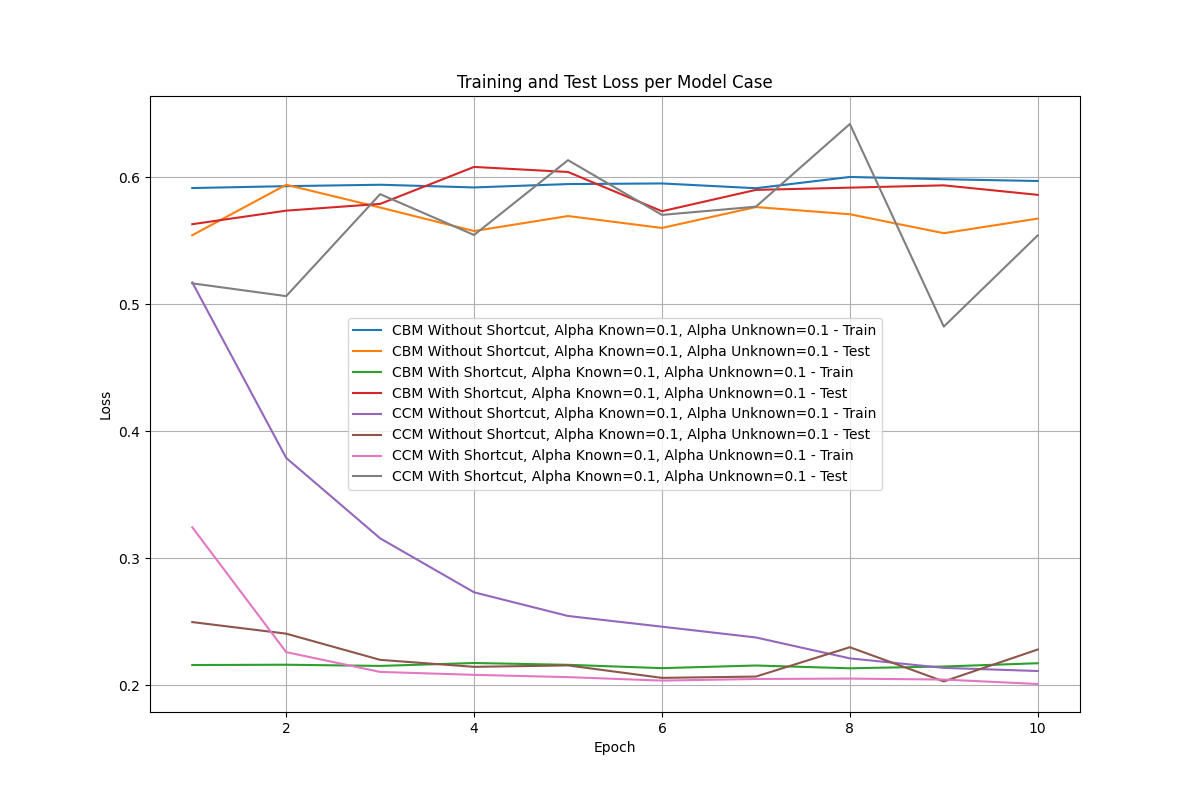 Training and Test Loss per Model Case
Loss
0.6
0.5
0.4
0.3
0.2
CBM Without Shortcut, Alpha Known=0.1, Alpha Unknown=0.1 - Train
CBM Without Shortcut, Alpha Known=0.1, Alpha Unknown=0.1 - Test
CBM With Shortcut, Alpha Known=0.1, Alpha Unknown=0.1 - Train
CBM With Shortcut, Alpha Known=0.1, Alpha Unknown=0.1 - Test
CCM Without Shortcut, Alpha Known=0.1, Alpha Unknown=0.1 - Train
CCM Without Shortcut, Alpha Known=0.1, Alpha Unknown=0.1 - Test
CCM With Shortcut, Alpha Known=0.1, Alpha Unknown=0.1 - Train
CCM With Shortcut, Alpha Known=0.1, Alpha Unknown=0.1 - Test
2 4 6 8 10
Epoch